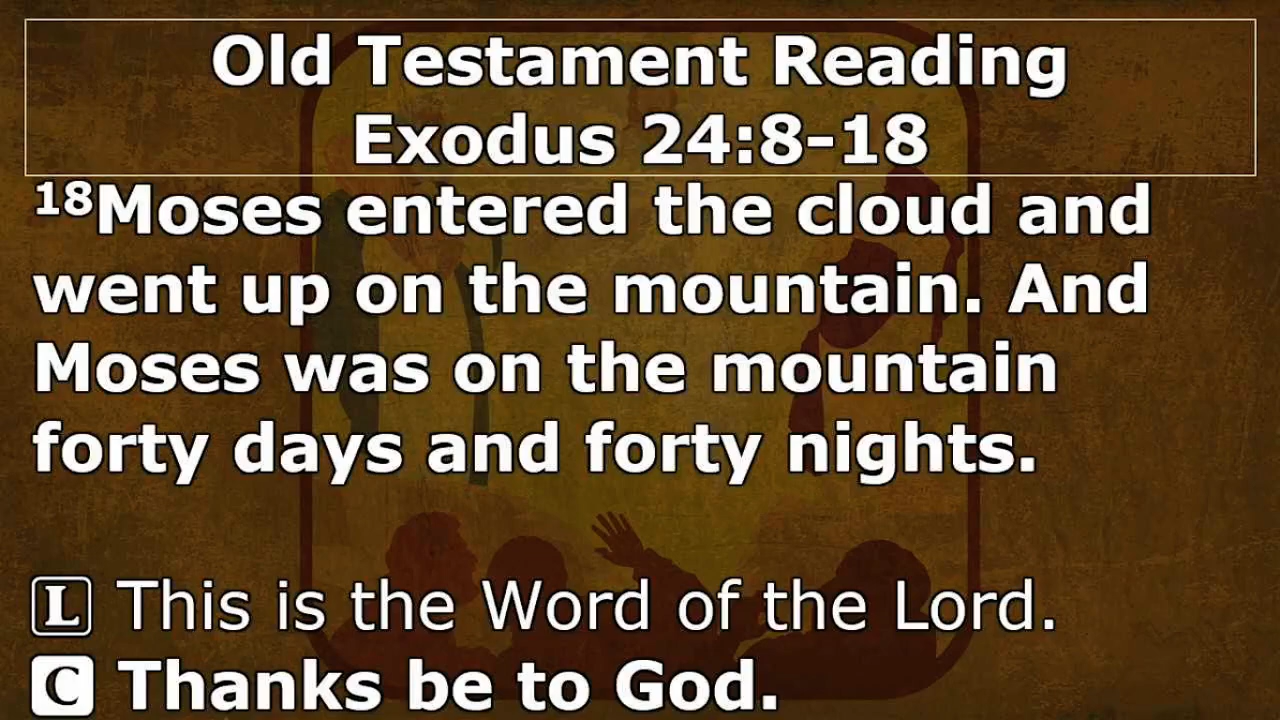 Old Testament Reading
Exodus 24:8-18
18Moses entered the cloud and
went up on the mountain. And
Moses was on the mountain
forty days and forty nights.
L This is the Word of the Lord.
C Thanks be to God.